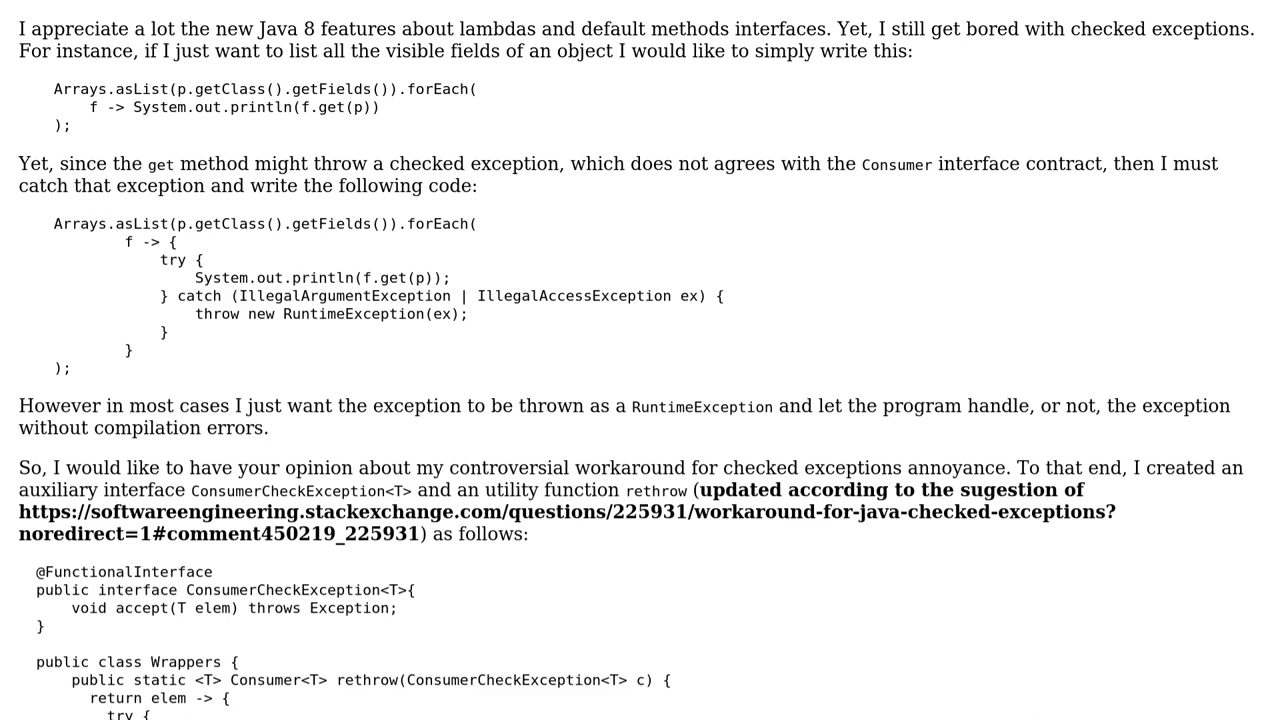 I appreciate a lot the new Java 8 features about lambdas and default methods interfaces. Yet, I still get bored with checked exceptions.
For instance, if I just want to list all the visible fields of an object I would like to simply write this:
Arrays.asList(p.getClass().getFields()).forEach(
f -> System.out.println(f.get(p))
);
Yet, since the get method might throw a checked exception, which does not agrees with the Consumer interface contract, then I must
catch that exception and write the following code:
Arrays.asList(p.getClass().getFields()).forEach(
f -> {
try {
System.out.println(f.get(p));
} catch (IllegalArgumentException | IllegalAccessException ex) {
throw new RuntimeException(ex);
}
}
);
However in most cases I just want the exception to be thrown as a RuntimeException and let the program handle, or not, the exception
without compilation errors.
So, I would like to have your opinion about my controversial workaround for checked exceptions annoyance. To that end, I created an
auxiliary interface ConsumerCheckException<T> and an utility function rethrow (updated according to the sugestion of
https://softwareengineering.stackexchange.com/questions/225931/workaround-for-java-checked-exceptions?
noredirect=1#comment450219_225931) as follows:
@FunctionalInterface
public interface ConsumerCheckException<T>{
void accept(T elem) throws Exception;
}
public class Wrappers {
public static <T> Consumer<T> rethrow(ConsumerCheckException<T> c) {
return elem -> {
try {